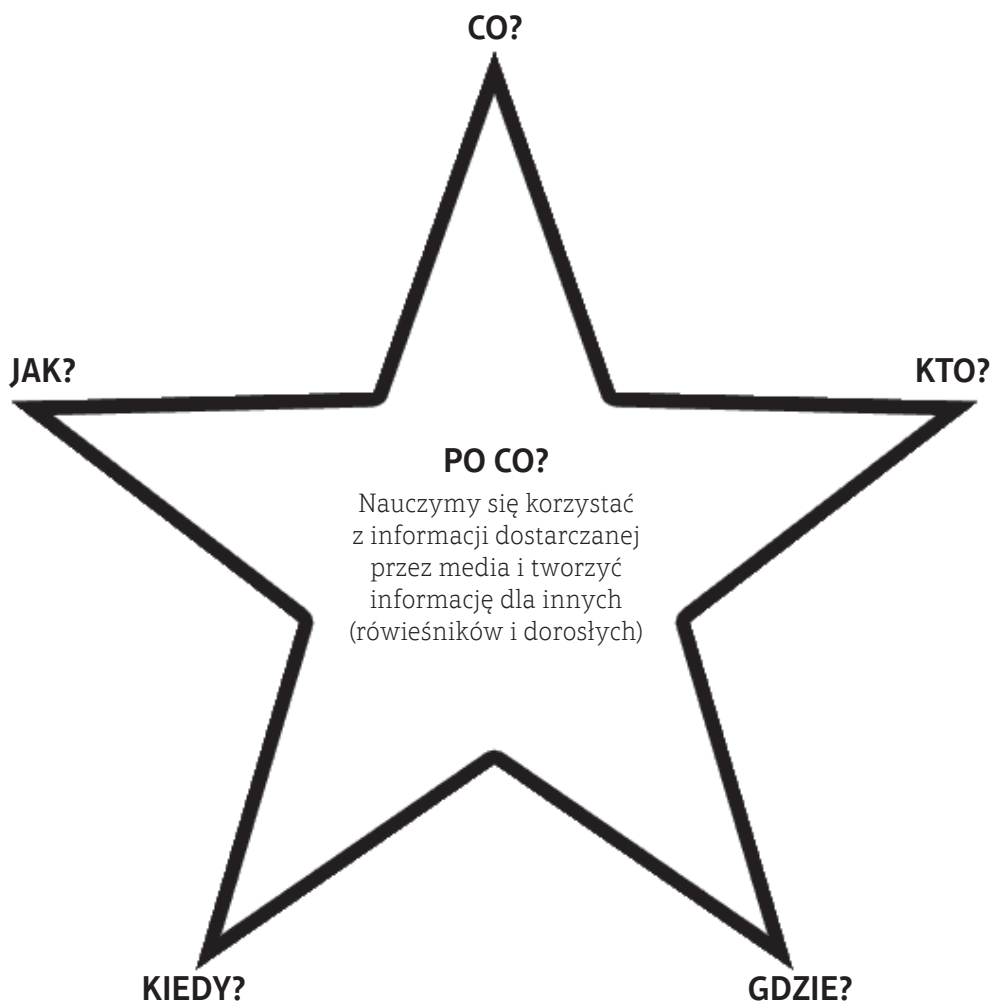 CO?
JAK?
KTO?
PO CO?
Nauczymy się korzystać
z informacji dostarczanej
przez media i tworzyć
informację dla innych
(rówieśników i dorosłych)
KIEDY?
GDZIE?